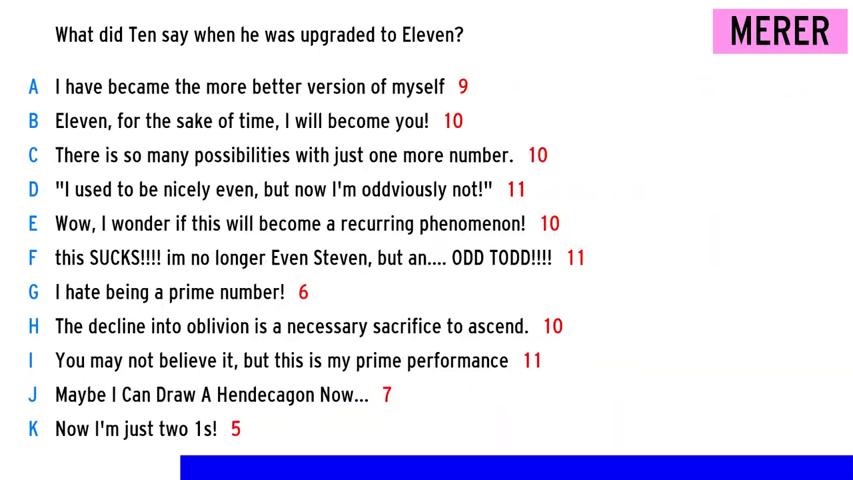 What did Ten say when he was upgraded to Eleven?
MERER
A I have became the more better version of myself 9
B Eleven, for the sake of time, I will become you! 10
C There is so many possibilities with just one more number. 10
D "I used to be nicely even, but now I'm oddviously not!" 11
E Wow, I wonder if this will become a recurring phenomenon! 10
F this SUCKS!!!! im no longer Even Steven, but an.... ODD TODD!!!! 11
G I hate being a prime number! 6
H The decline into oblivion is a necessary sacrifice to ascend. 10
I You may not believe it, but this is my prime performance 11
J Maybe I Can Draw A Hendecagon Now... 7
K Now I'm just two 1s! 5